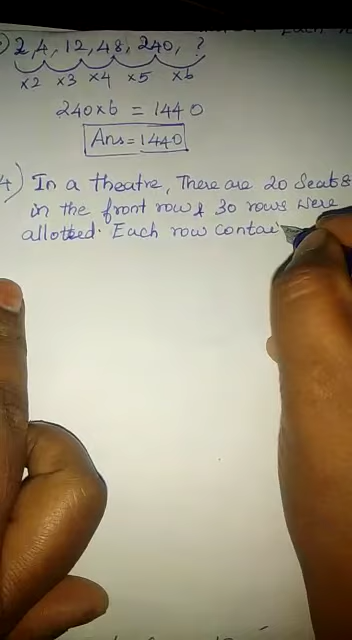 2, 4, 12, 48, 240, ?
×2 ×3 ×4 ×5 ×6
240×6 = 1440
Ans = 1440
4) In a theatre, There are 20 Seats
in the front row & 30 rows were
allotted. Each row contai